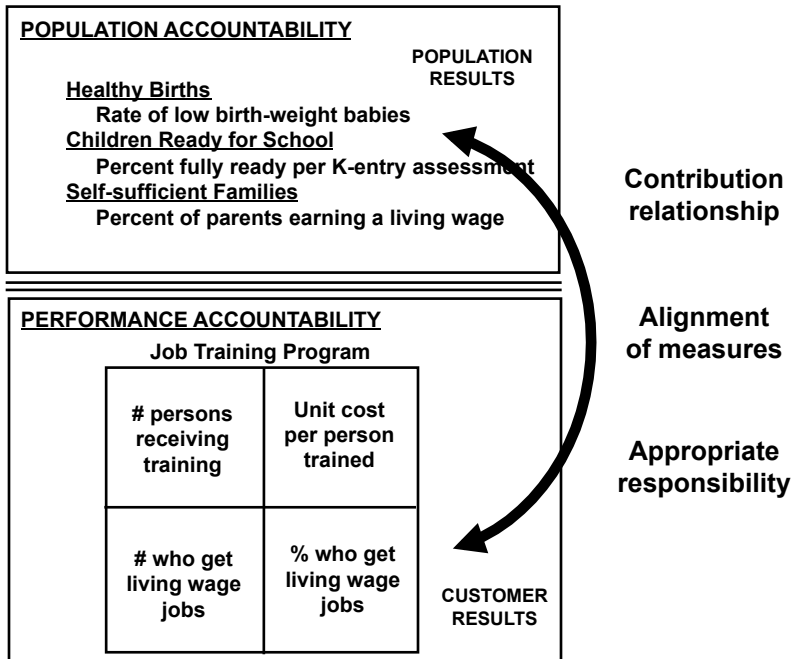 POPULATION ACCOUNTABILITY
POPULATION
RESULTS
Healthy Births
Rate of low birth-weight babies
Children Ready for School
Percent fully ready per K-entry assessment
Self-sufficient Families
Percent of parents earning a living wage
Contribution
relationship
Alignment
of measures
Appropriate
responsibility
PERFORMANCE ACCOUNTABILITY
Job Training Program
# persons
receiving
training
Unit cost
per person
trained
# who get
living wage
jobs
% who get
living wage
jobs
CUSTOMER
RESULTS